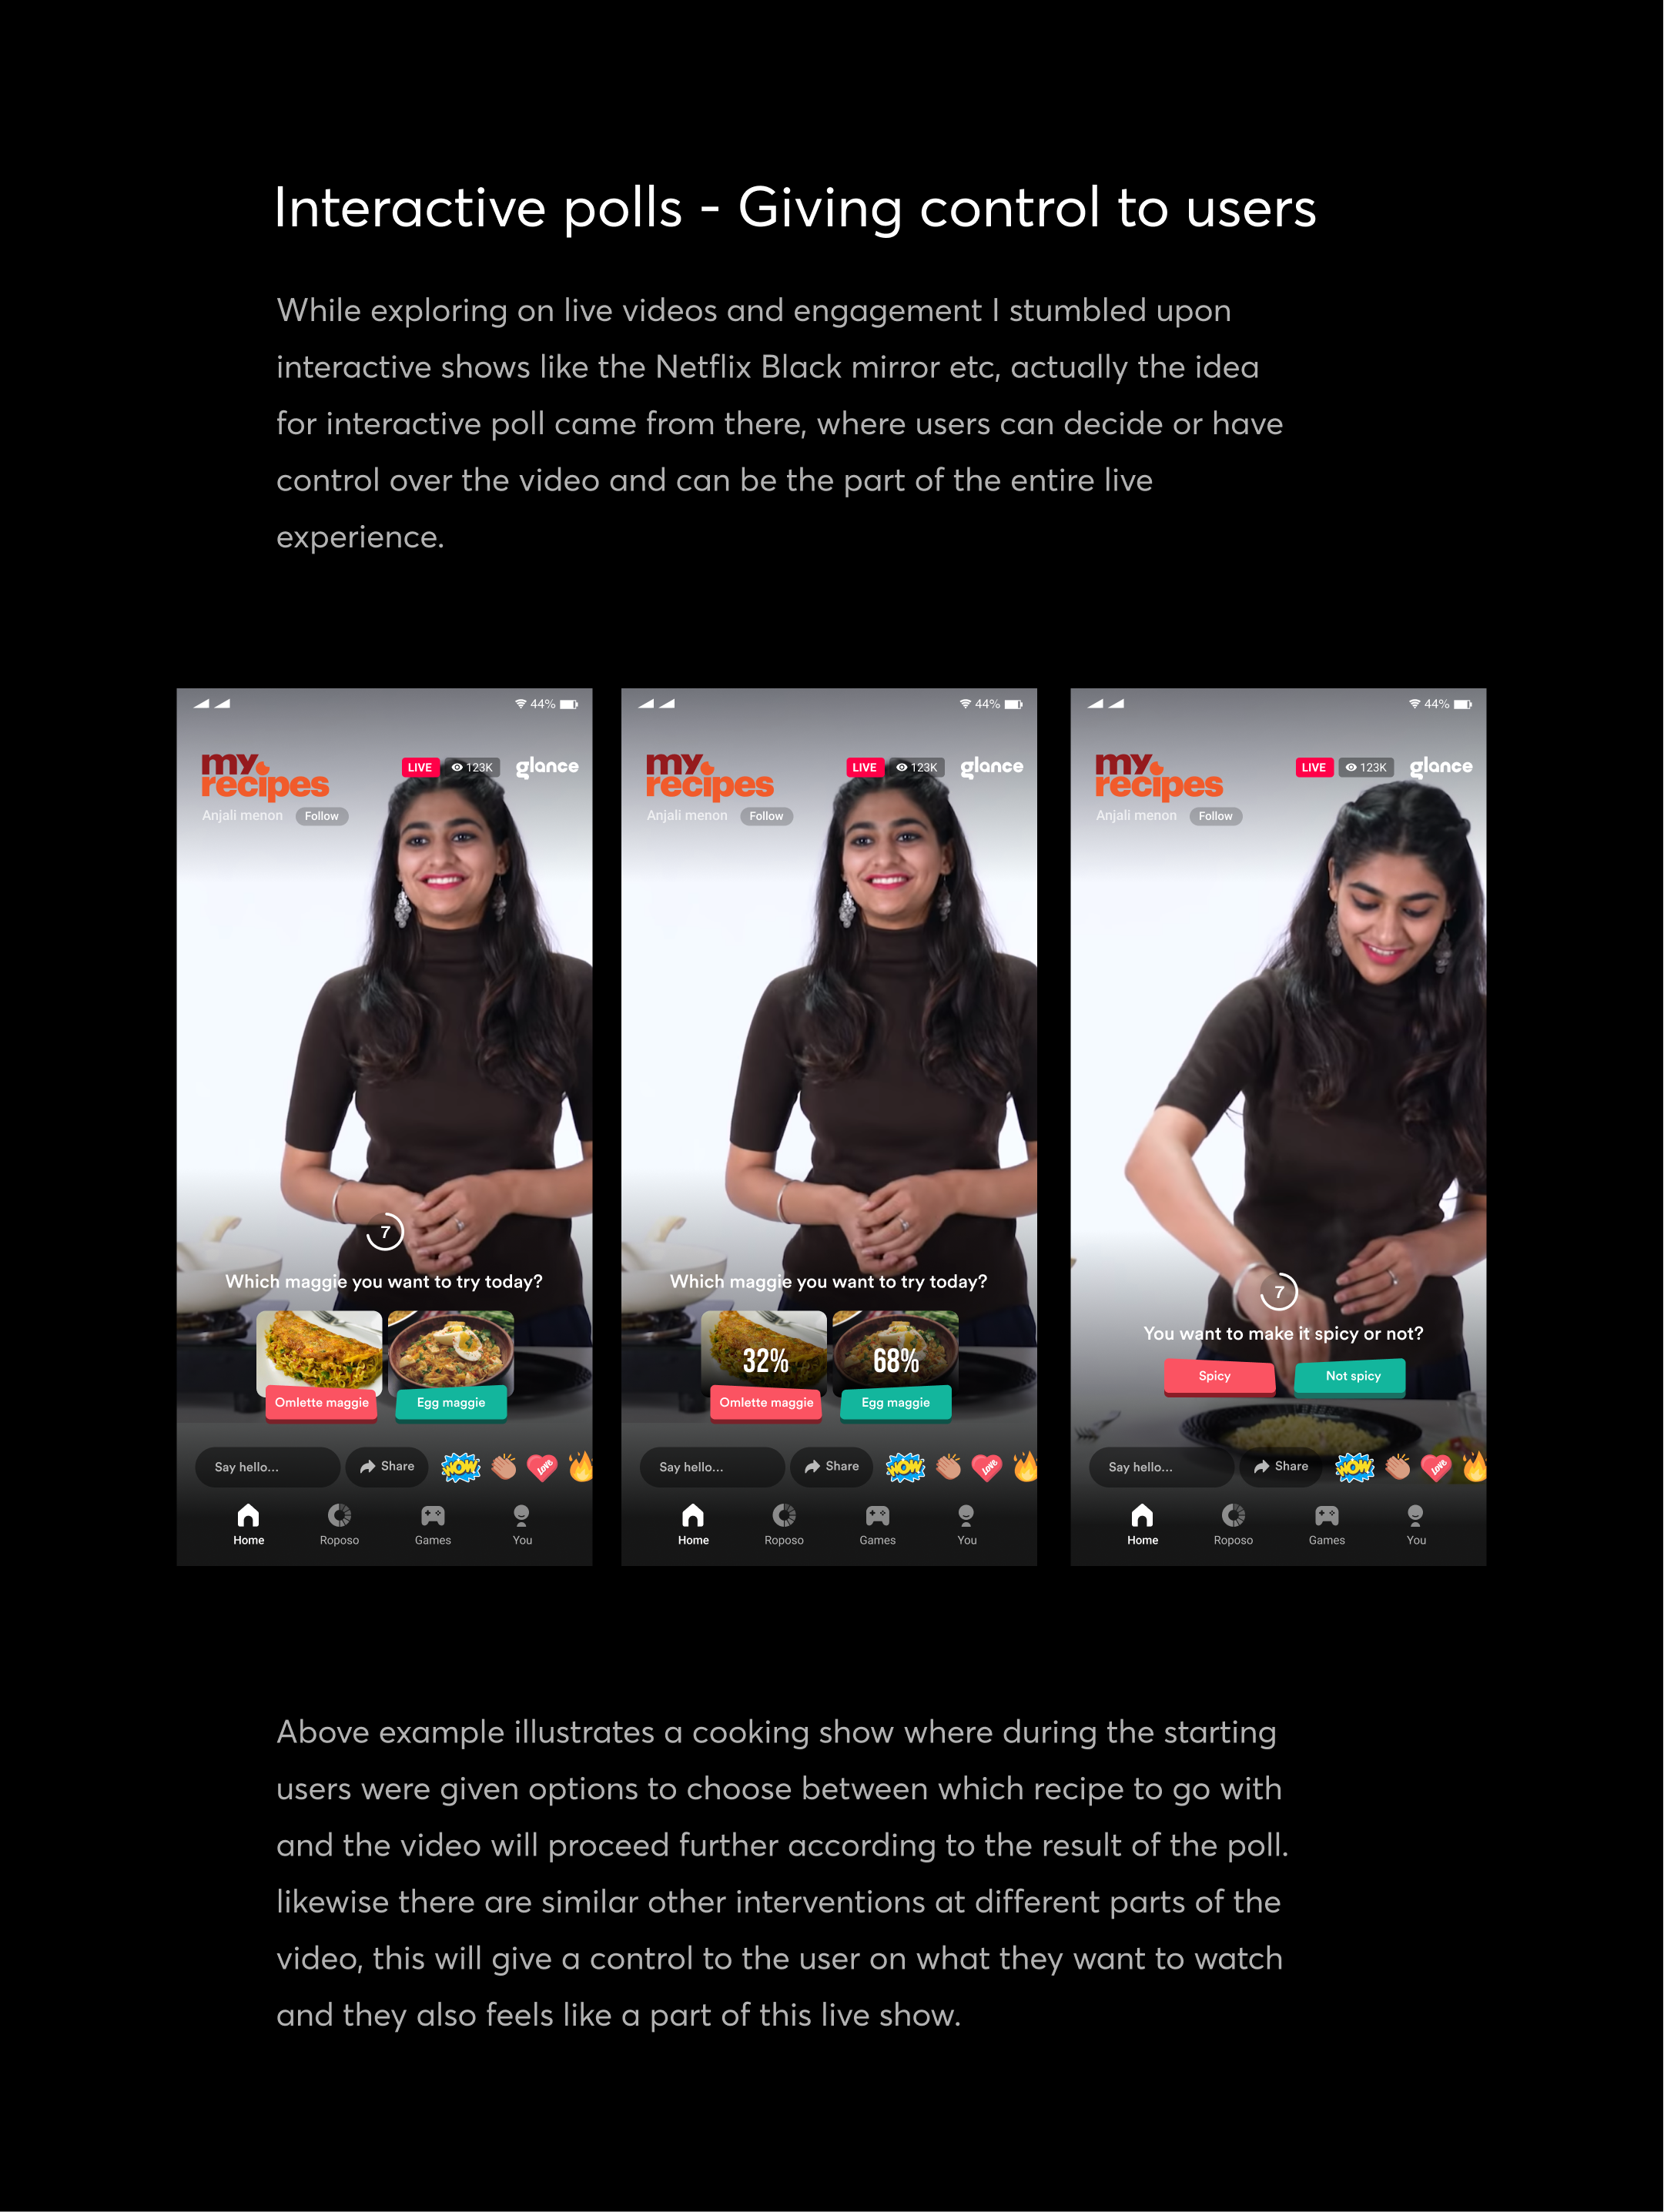 Interactive polls - Giving control to users
While exploring on live videos and engagement I stumbled upon
interactive shows like the Netflix Black mirror etc, actually the idea
for interactive poll came from there, where users can decide or have
control over the video and can be the part of the entire live
experience.
44%
my
recipes
LIVE
123K
glance
Anjali menon
Follow
7
Which maggie you want to try today?
Omlette maggie
Egg maggie
Say hello...
Share
WOW
Love
Home
Roposo
Games
You
44%
my
recipes
LIVE
123K
glance
Anjali menon
Follow
Which maggie you want to try today?
32%
68%
Omlette maggie
Egg maggie
Say hello...
Share
WOW
Love
Home
Roposo
Games
You
44%
my
recipes
LIVE
123K
glance
Anjali menon
Follow
7
You want to make it spicy or not?
Spicy
Not spicy
Say hello...
Share
WOW
Love
Home
Roposo
Games
You
Above example illustrates a cooking show where during the starting
users were given options to choose between which recipe to go with
and the video will proceed further according to the result of the poll.
likewise there are similar other interventions at different parts of the
video, this will give a control to the user on what they want to watch
and they also feels like a part of this live show.